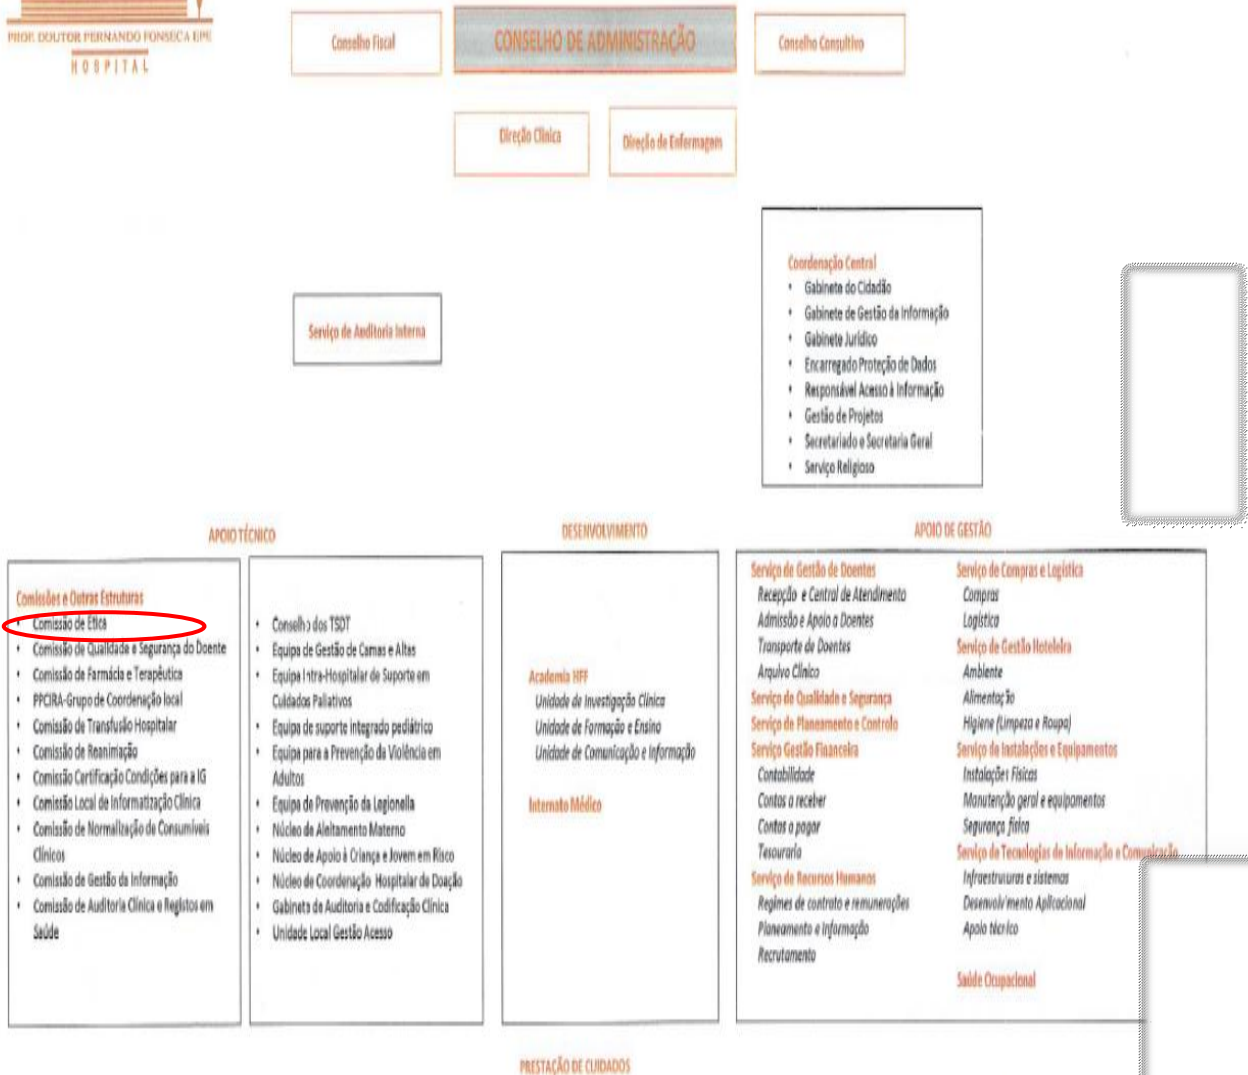 PROF. DOUTOR FERNANDO FONSECA EPE
HOSPITAL
Conselho Fiscal
CONSELHO DE ADMINISTRAÇÃO
Conselho Consultivo
Direção Clínica
Direção de Enfermagem
Serviço de Auditoria Interna
Coordenação Central
• Gabinete do Cidadão
• Gabinete de Gestão da Informação
• Gabinete Jurídico
• Encarregado Proteção de Dados
• Responsável Acesso à Informação
• Gestão de Projetos
• Secretariado e Secretaria Geral
• Serviço Religioso
APOIO TÉCNICO
Comissões e Outras Estruturas
• Comissão de Ética
• Comissão de Qualidade e Segurança do Doente
• Comissão de Farmácia e Terapêutica
• PPCIRA-Grupo de Coordenação local
• Comissão de Transfusão Hospitalar
• Comissão de Reanimação
• Comissão Certificação Condições para a IG
• Comissão Local de Informatização Clínica
• Comissão de Normalização de Consumíveis
Clínicos
• Comissão de Gestão da Informação
• Comissão de Auditoria Clínica e Registos em
Saúde
• Conselho dos TSDT
• Equipa de Gestão de Camas e Altas
• Equipa Intra-Hospitalar de Suporte em
Cuidados Paliativos
• Equipa de suporte integrado pediátrico
• Equipa para a Prevenção da Violência em
Adultos
• Equipa de Prevenção da Legionella
• Núcleo de Aleitamento Materno
• Núcleo de Apoio à Criança e Jovem em Risco
• Núcleo de Coordenação Hospitalar de Doação
• Gabinete de Auditoria e Codificação Clínica
• Unidade Local Gestão Acesso
DESENVOLVIMENTO
Academia HFF
Unidade de Investigação Clínica
Unidade de Formação e Ensino
Unidade de Comunicação e Informação
Internato Médico
APOIO DE GESTÃO
Serviço de Gestão de Doentes
Recepção e Central de Atendimento
Admissão e Apoio a Doentes
Transporte de Doentes
Arquivo Clínico
Serviço de Qualidade e Segurança
Serviço de Planeamento e Controlo
Serviço Gestão Financeira
Contabilidade
Contas a receber
Contas a pagar
Tesouraria
Serviço de Recursos Humanos
Regimes de contrato e remunerações
Planeamento e Informação
Recrutamento
Serviço de Compras e Logística
Compras
Logística
Serviço de Gestão Hoteleira
Ambiente
Alimentação
Higiene (Limpeza e Roupa)
Serviço de Instalações e Equipamentos
Instalações Físicas
Manutenção geral e equipamentos
Segurança física
Serviço de Tecnologias de Informação e Comunicação
Infraestruturas e sistemas
Desenvolvimento Aplicacional
Apoio técnico
Saúde Ocupacional
PRESTAÇÃO DE CUIDADOS